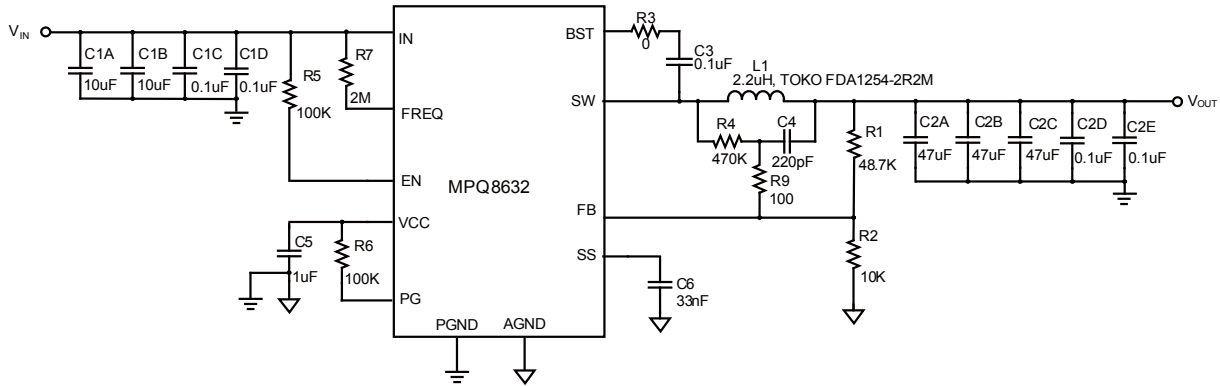 VIN
C1A
10uF
C1B
10uF
C1C
0.1uF
C1D
0.1uF
R5
100K
R7
2M
IN
FREQ
EN
VCC
PG
PGND
AGND
MPQ8632
BST
SW
FB
SS
C5
1uF
R6
100K
R3
0
C3
0.1uF
L1
2.2uH, TOKO FDA1254-2R2M
R4
470K
C4
220pF
R9
100
R1
48.7K
R2
10K
C6
33nF
C2A
47uF
C2B
47uF
C2C
47uF
C2D
0.1uF
C2E
0.1uF
VOUT